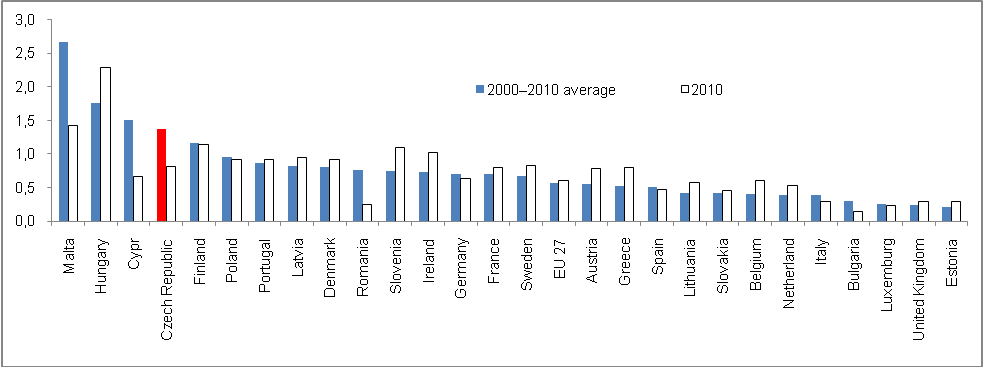 3,0
2,5
2,0
1,5
1,0
0,5
0,0
2000–2010 average
2010
Malta
Hungary
Cypr
Czech Republic
Finland
Poland
Portugal
Latvia
Denmark
Romania
Slovenia
Ireland
Germany
France
Sweden
EU 27
Austria
Greece
Spain
Lithuania
Slovakia
Belgium
Netherland
Italy
Bulgaria
Luxemburg
United Kingdom
Estonia